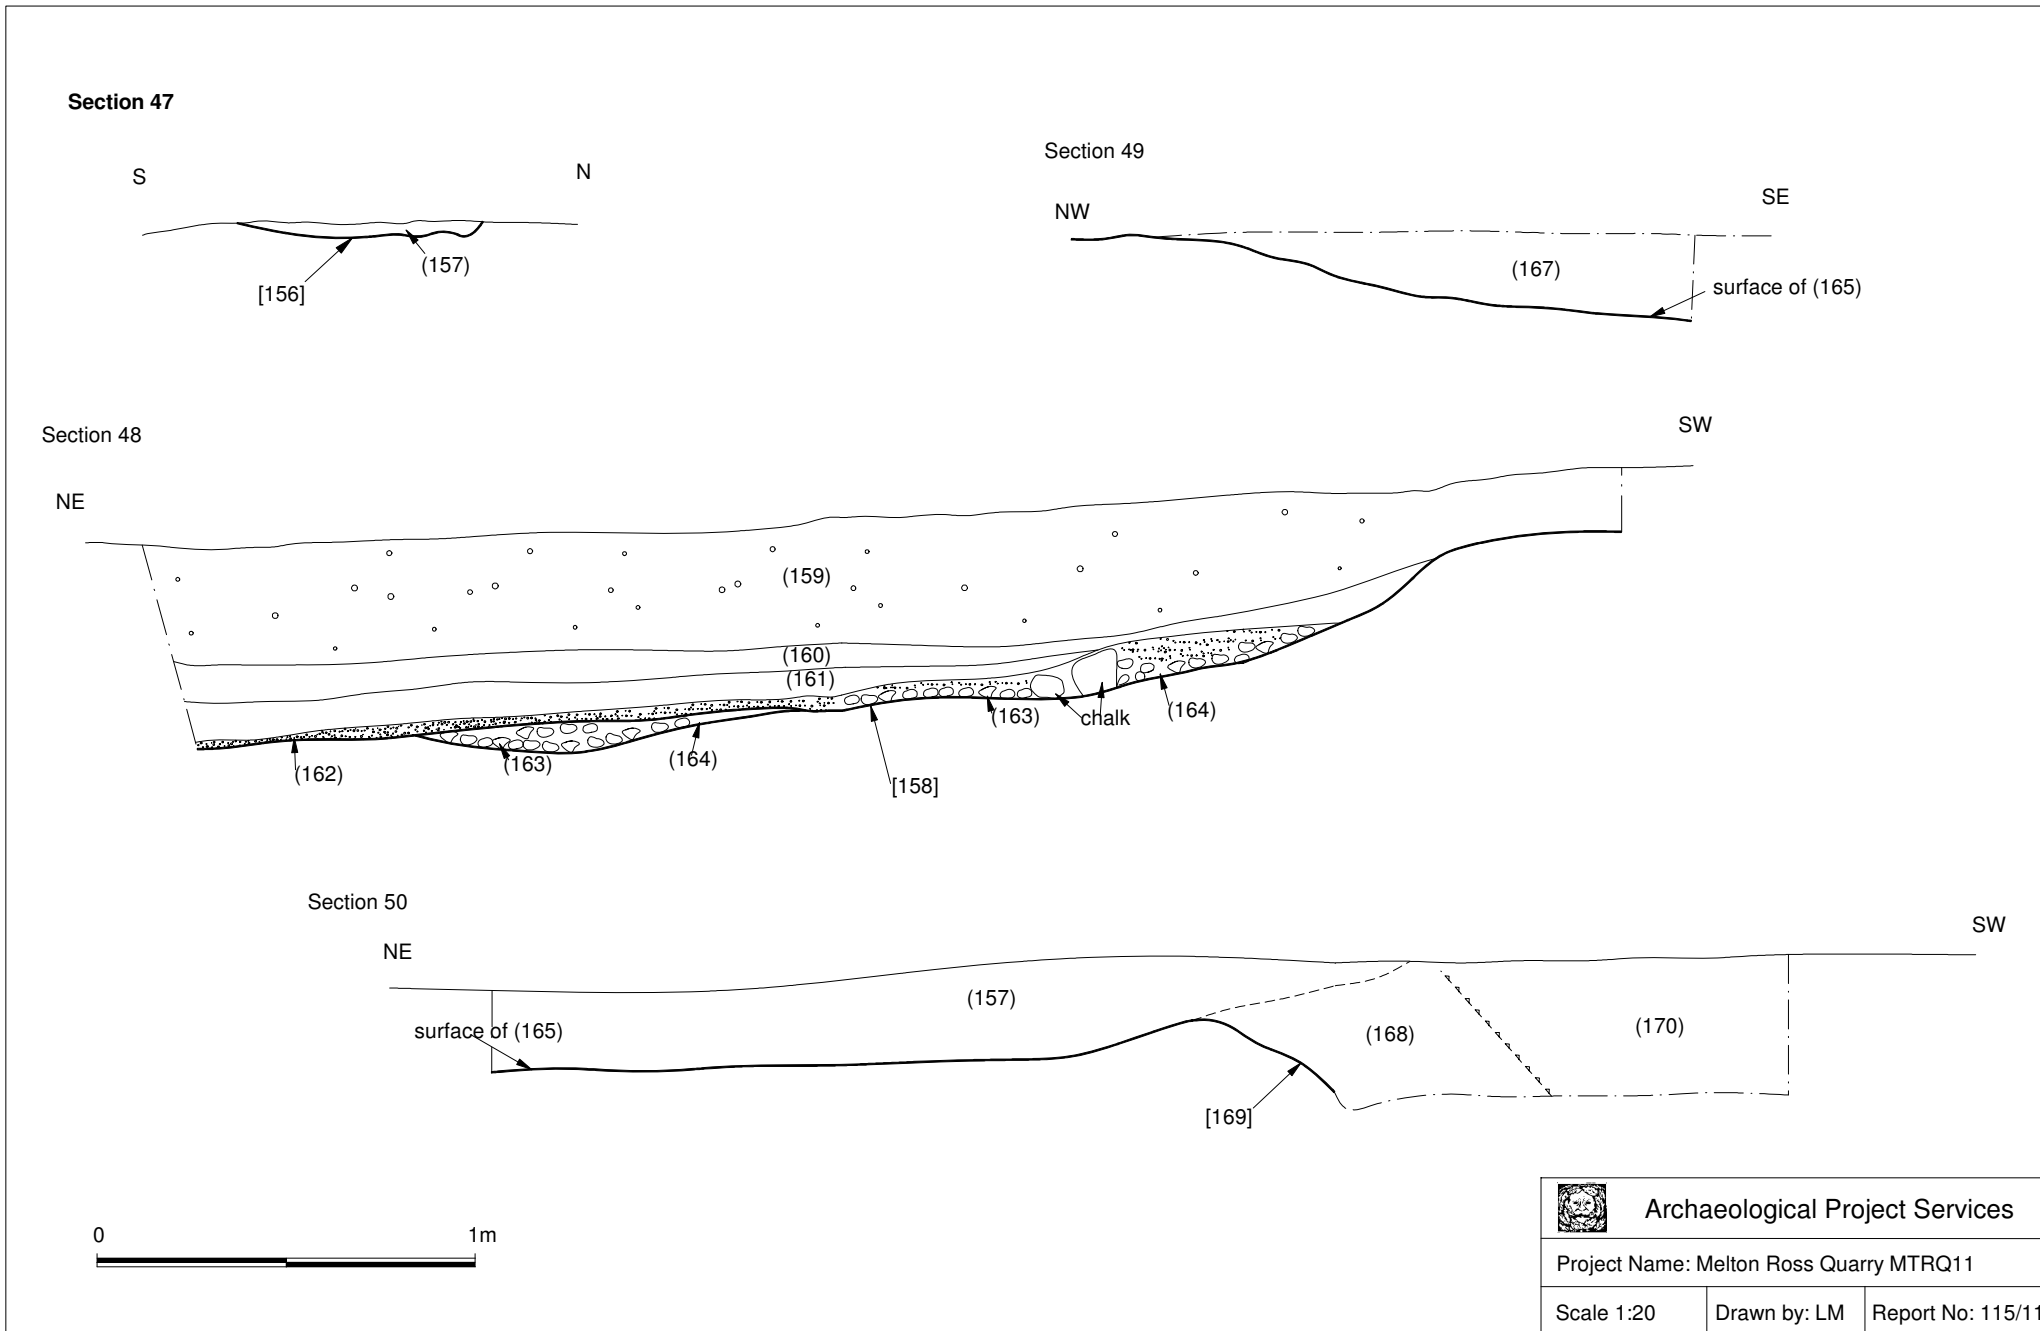 Section 47
S
N
(157)
[156]
Section 49
NW
SE
(167)
surface of (165)
Section 48
NE
SW
(159)
(160)
(161)
(163)
chalk
(164)
(162)
(163)
(164)
[158]
Section 50
NE
SW
(157)
surface of (165)
(168)
(170)
[169]
0 1m
Archaeological Project Services
Project Name: Melton Ross Quarry MTRQ11
Scale 1:20 Drawn by: LM Report No: 115/11